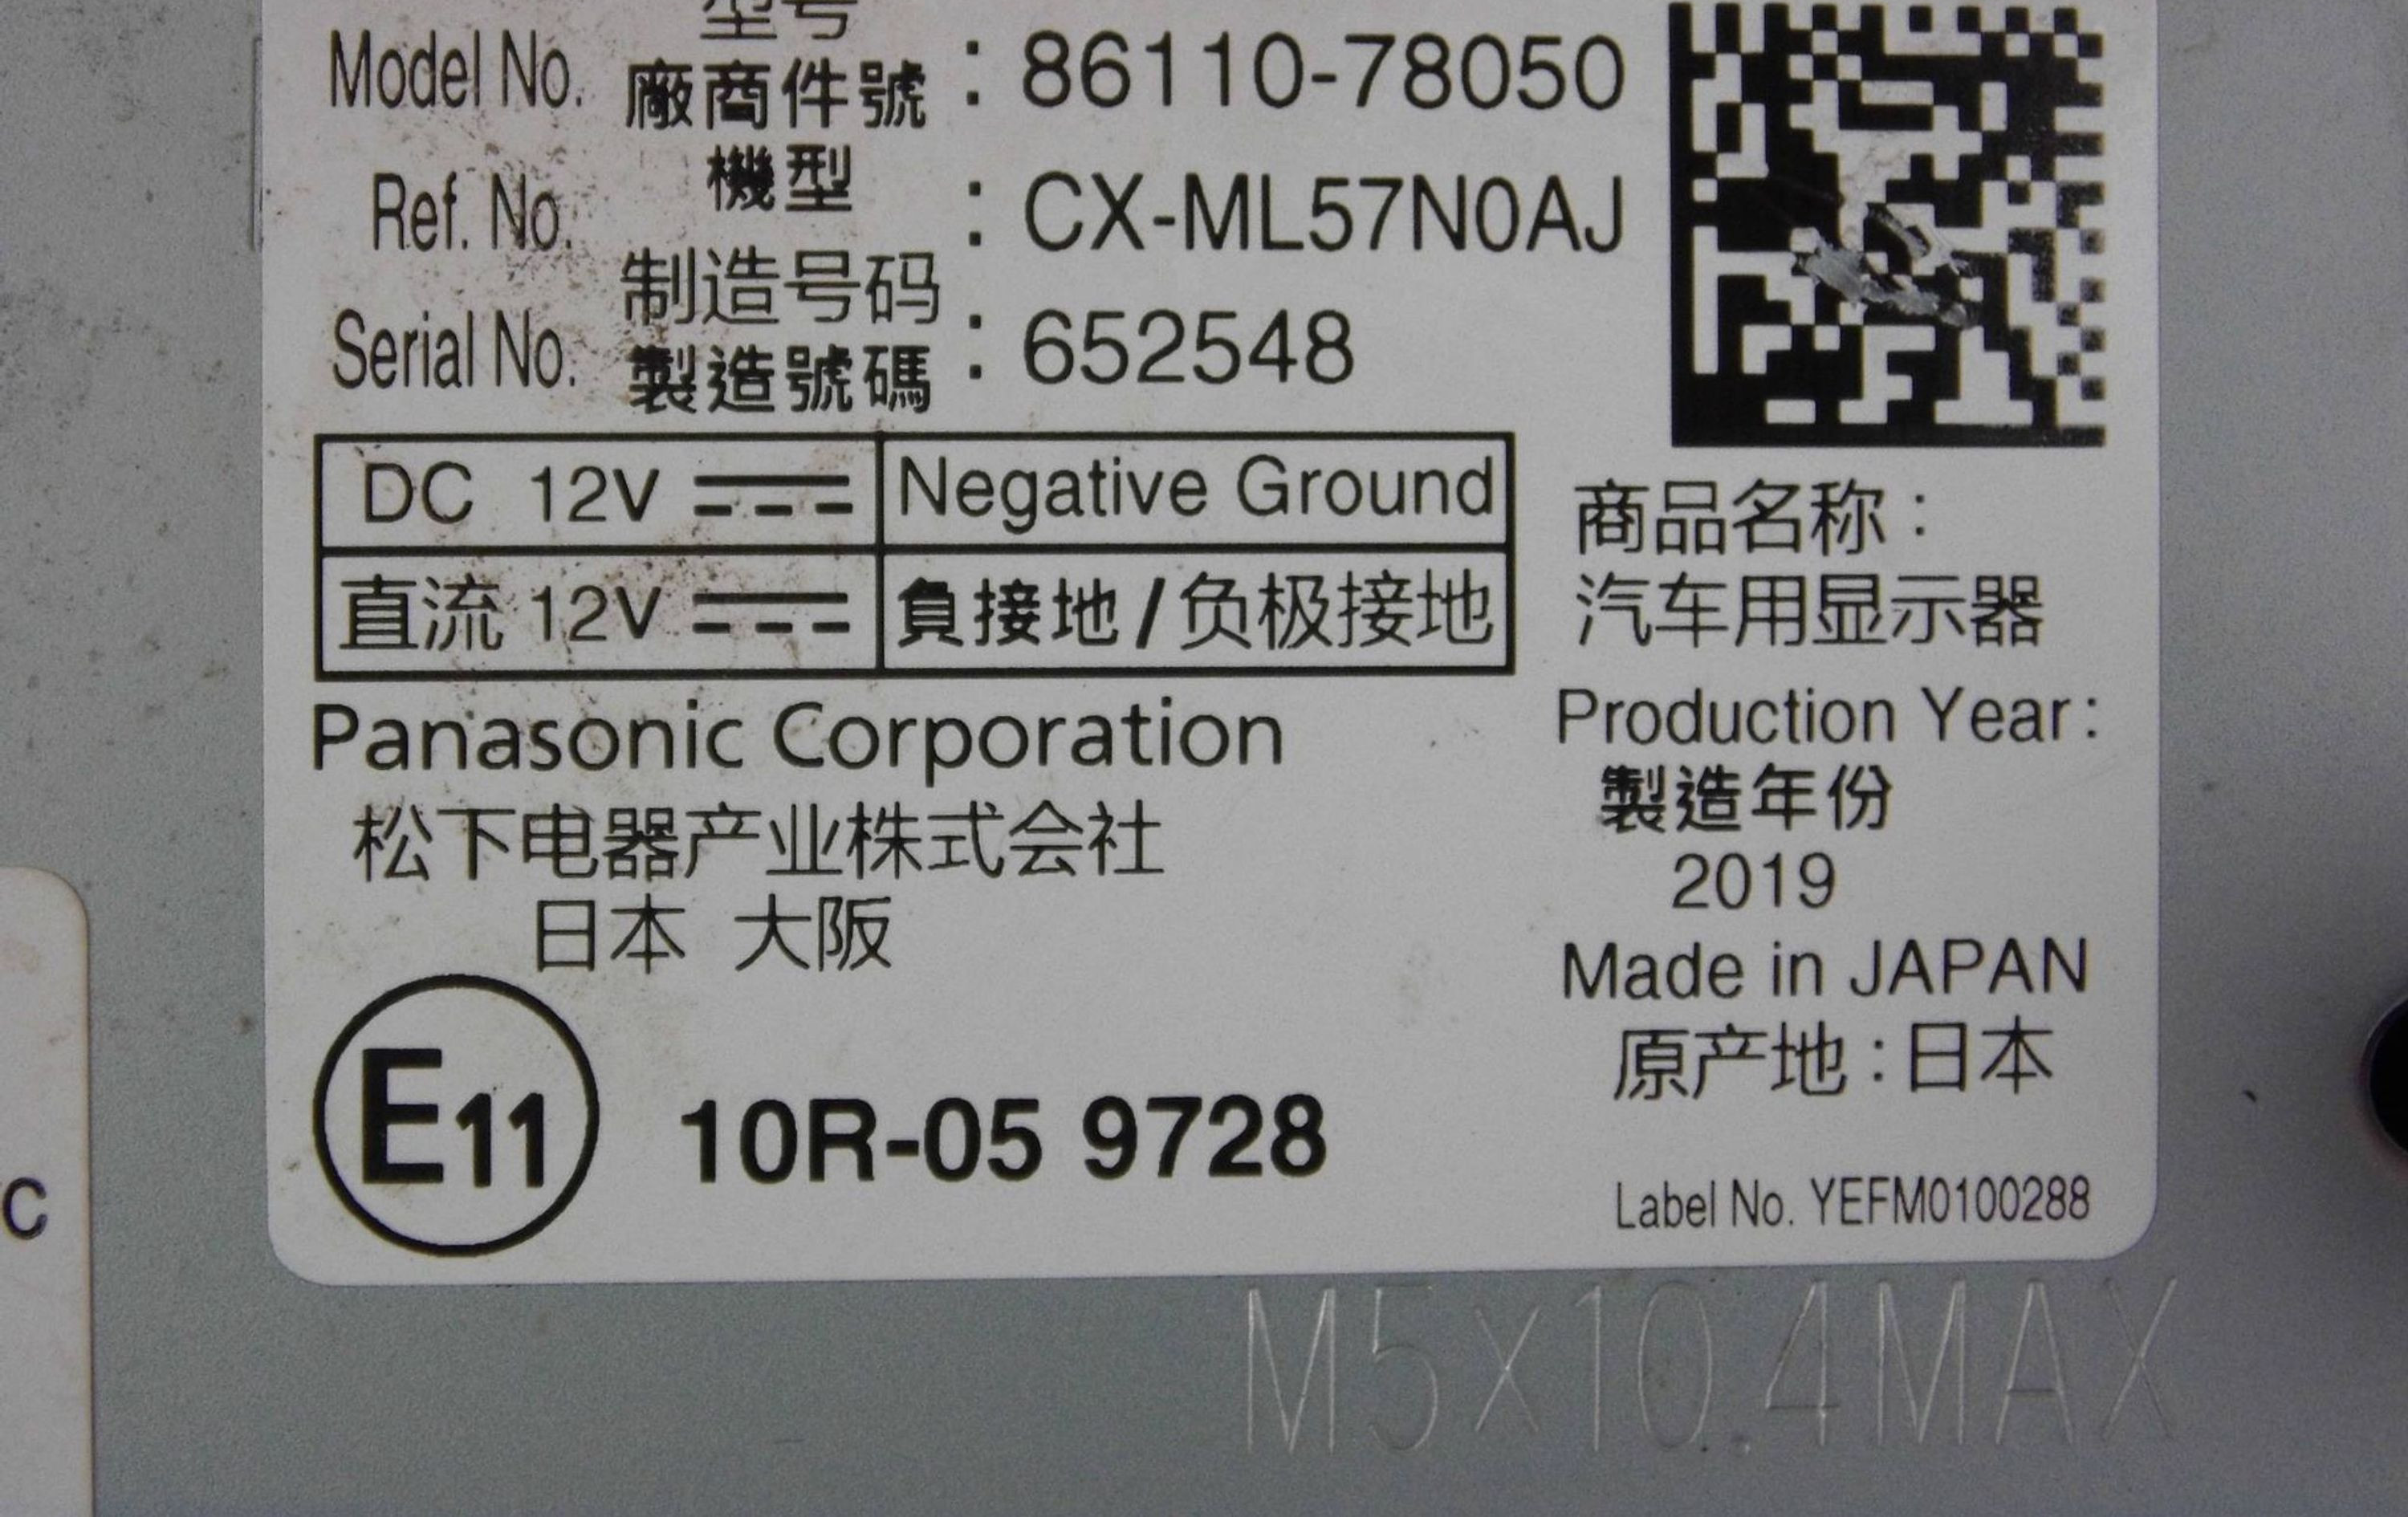 型号
Model No. 廠商件號 : 86110-78050
機型
Ref. No. : CX-ML57N0AJ
制造号码
Serial No. 製造號碼 : 652548
DC 12V Negative Ground
直流 12V 負接地/负极接地
商品名称:
汽车用显示器
Panasonic Corporation
松下电器产业株式会社
日本 大阪
Production Year:
製造年份
2019
Made in JAPAN
原产地:日本
E11 10R-05 9728
Label No. YEFM0100288
C
M5×10.4MAX